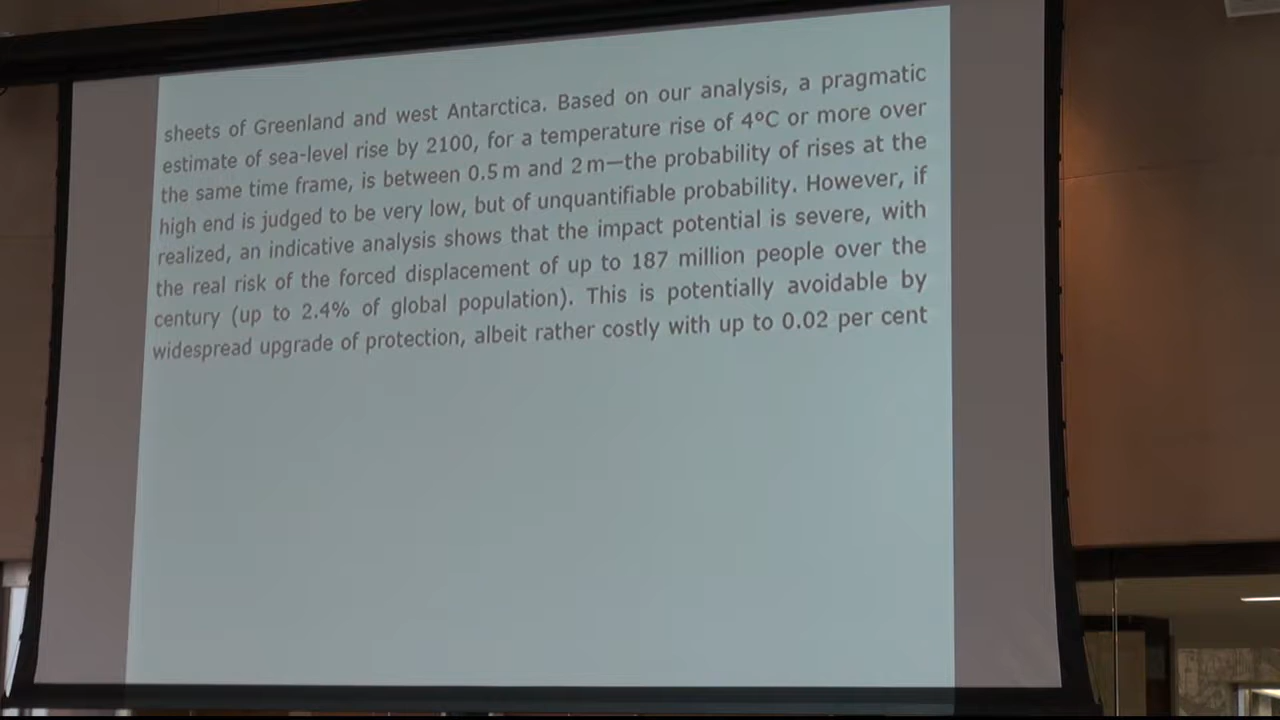 sheets of Greenland and west Antarctica. Based on our analysis, a pragmatic
estimate of sea-level rise by 2100, for a temperature rise of 4°C or more over
the same time frame, is between 0.5 m and 2 m—the probability of rises at the
high end is judged to be very low, but of unquantifiable probability. However, if
realized, an indicative analysis shows that the impact potential is severe, with
the real risk of the forced displacement of up to 187 million people over the
century (up to 2.4% of global population). This is potentially avoidable by
widespread upgrade of protection, albeit rather costly with up to 0.02 per cent